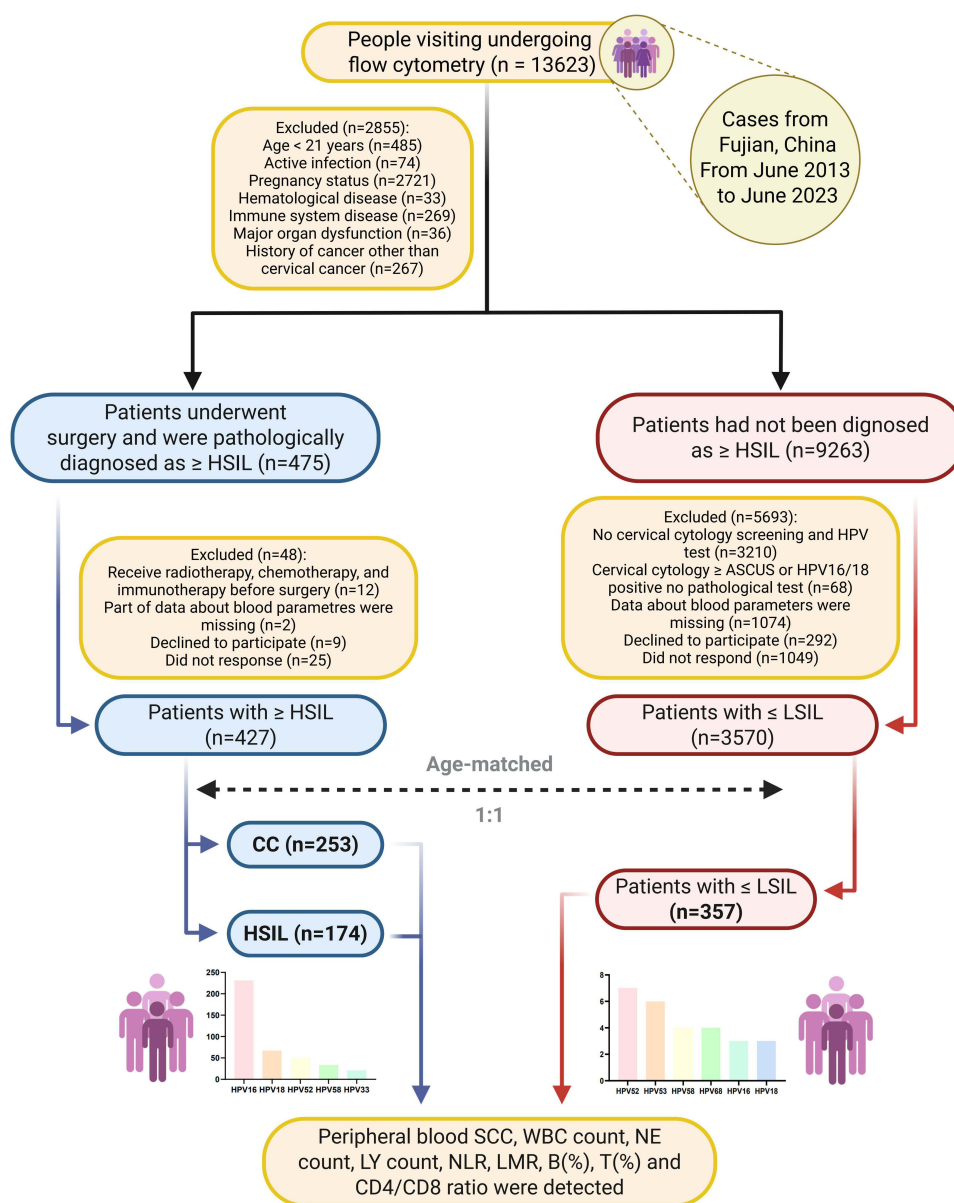 People visiting undergoing
flow cytometry (n = 13623)
Cases from
Fujian, China
From June 2013
to June 2023
Excluded (n=2855):
Age < 21 years (n=485)
Active infection (n=74)
Pregnancy status (n=2721)
Hematological disease (n=33)
Immune system disease (n=269)
Major organ dysfunction (n=36)
History of cancer other than
cervical cancer (n=267)
Patients underwent
surgery and were pathologically
diagnosed as ≥ HSIL (n=475)
Patients had not been dignosed
as ≥ HSIL (n=9263)
Excluded (n=48):
Receive radiotherapy, chemotherapy, and
immunotherapy before surgery (n=12)
Part of data about blood parametres were
missing (n=2)
Declined to participate (n=9)
Did not response (n=25)
Excluded (n=5693):
No cervical cytology screening and HPV
test (n=3210)
Cervical cytology ≥ ASCUS or HPV16/18
positive no pathological test (n=68)
Data about blood parameters were
missing (n=1074)
Declined to participate (n=292)
Did not respond (n=1049)
Patients with ≥ HSIL
(n=427)
Patients with ≤ LSIL
(n=3570)
Age-matched
1:1
CC (n=253)
HSIL (n=174)
Patients with ≤ LSIL
(n=357)
250
200
150
100
50
0
HPV16 HPV18 HPV52 HPV58 HPV33
8
6
4
2
0
HPV52 HPV53 HPV58 HPV68 HPV16 HPV18
Peripheral blood SCC, WBC count, NE
count, LY count, NLR, LMR, B(%), T(%) and
CD4/CD8 ratio were detected